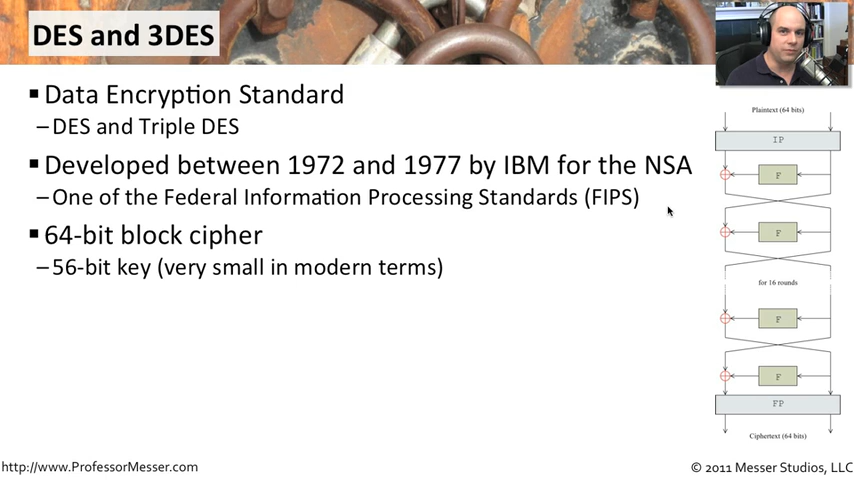 DES and 3DES
▪ Data Encryption Standard
– DES and Triple DES
▪ Developed between 1972 and 1977 by IBM for the NSA
– One of the Federal Information Processing Standards (FIPS)
▪ 64-bit block cipher
– 56-bit key (very small in modern terms)
Plaintext (64 bits)
IP
F
F
for 16 rounds
F
F
FP
Ciphertext (64 bits)
http://www.ProfessorMesser.com
© 2011 Messer Studios, LLC